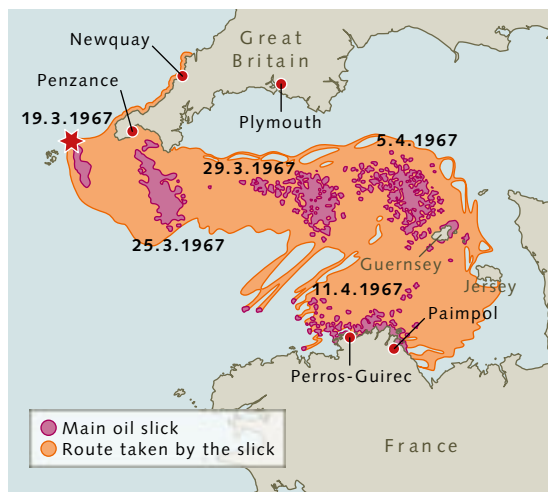 Newquay
Great
Britain
Penzance
19.3.1967
Plymouth
5.4.1967
29.3.1967
25.3.1967
Guernsey
Jersey
11.4.1967
Paimpol
Perros-Guirec
Main oil slick
Route taken by the slick
France